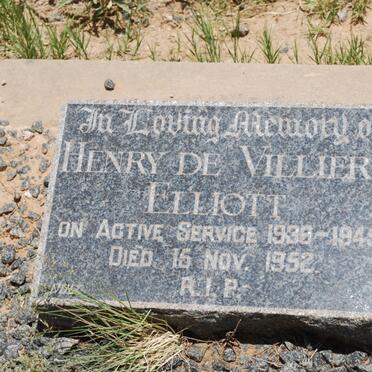 In Loving Memory o
HENRY DE VILLIER
ELLIOTT
ON ACTIVE SERVICE 1939-194
DIED 16 NOV. 1952.
R.I.P.